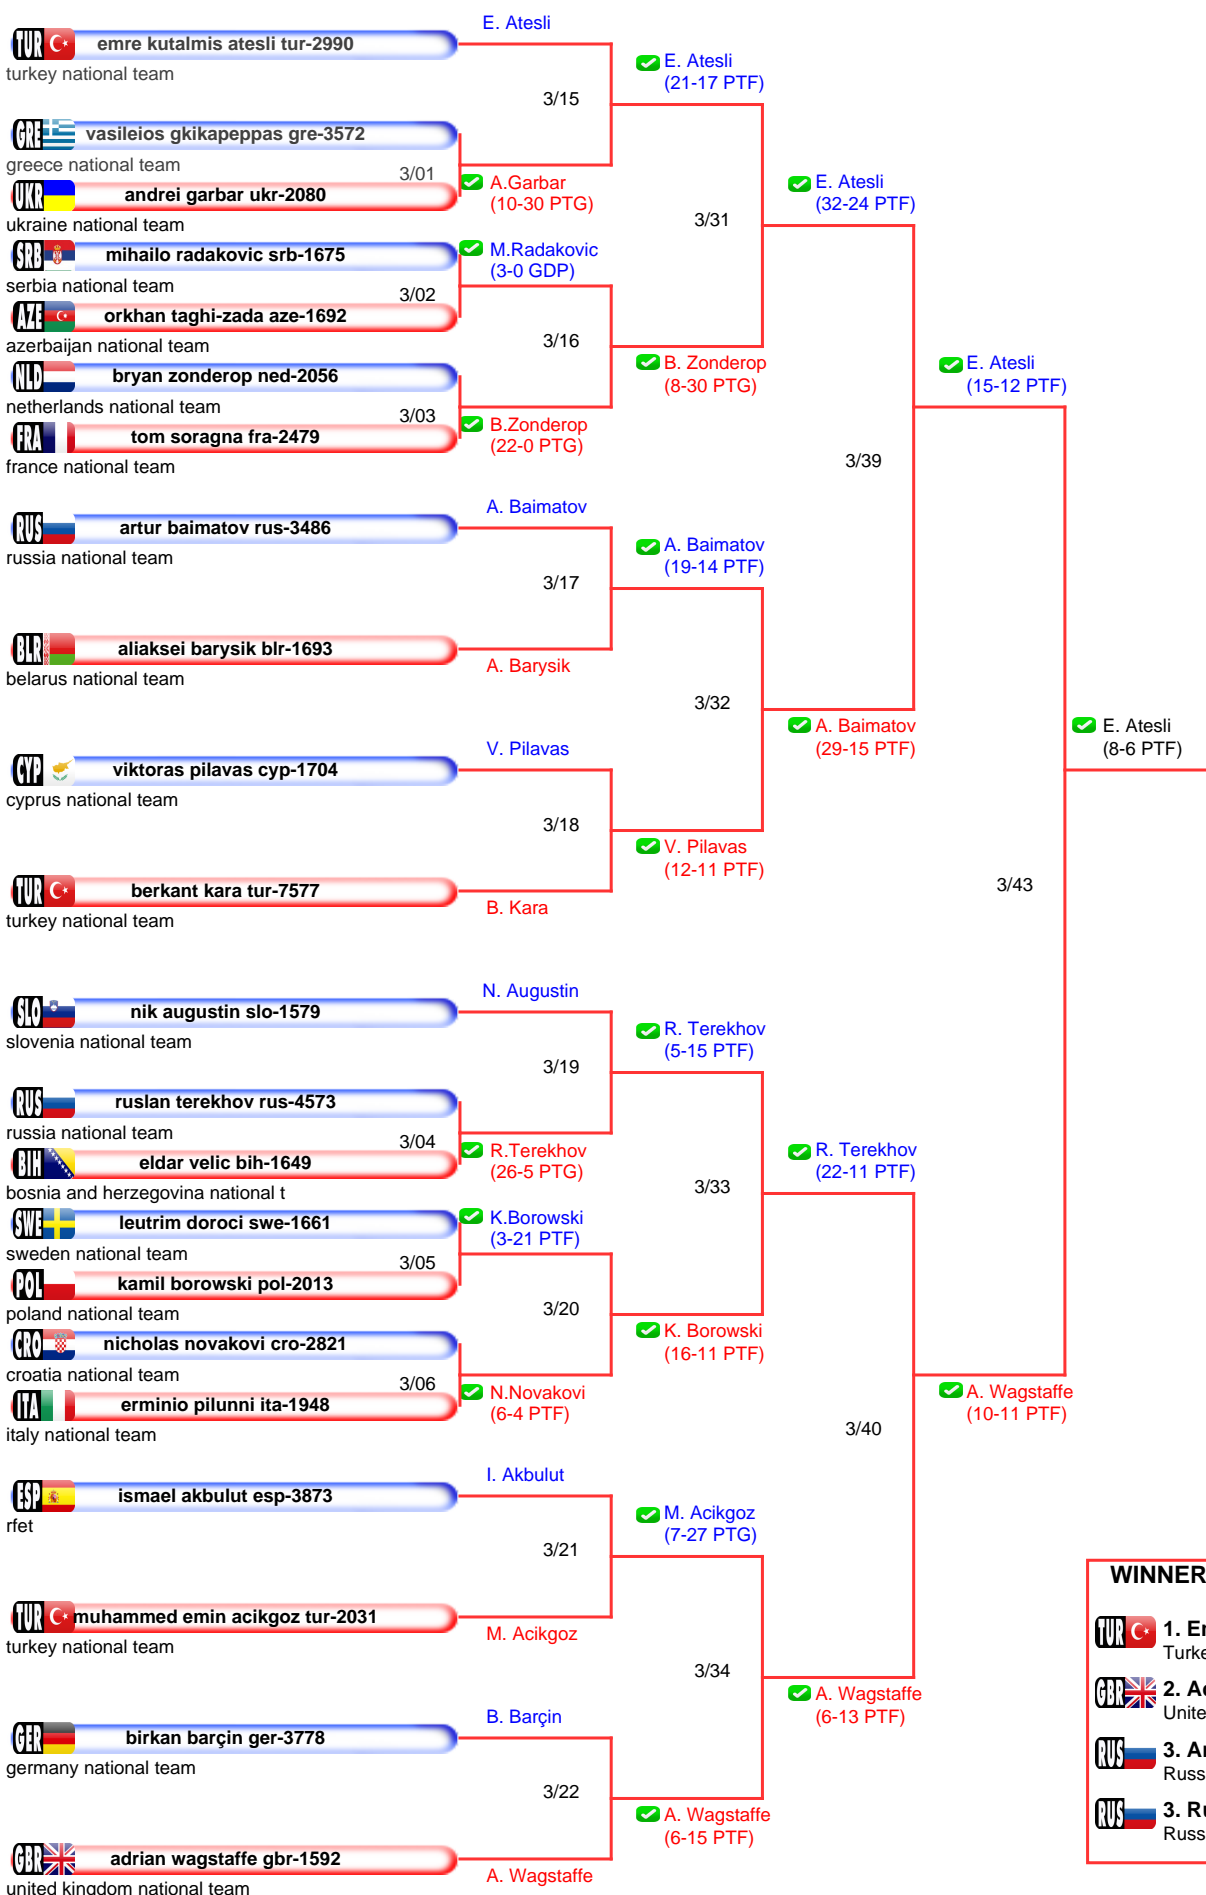 E. Atesli
TUR emre kutalmis atesli tur-2990
turkey national team
E. Atesli
(21-17 PTF)
3/15
GRE vasileios gkikapeppas gre-3572
greece national team
3/01
A.Garbar
(10-30 PTG)
UKR andrei garbar ukr-2080
ukraine national team
E. Atesli
(32-24 PTF)
3/31
SRB mihailo radakovic srb-1675
serbia national team
M.Radakovic
(3-0 GDP)
3/02
AZE orkhan taghi-zada aze-1692
azerbaijan national team
3/16
B. Zonderop
(8-30 PTG)
E. Atesli
(15-12 PTF)
NLD bryan zonderop ned-2056
netherlands national team
3/03
B.Zonderop
(22-0 PTG)
FRA tom soragna fra-2479
france national team
3/39
A. Baimatov
RUS artur baimatov rus-3486
russia national team
A. Baimatov
(19-14 PTF)
3/17
BLR aliaksei barysik blr-1693
belarus national team
A. Barysik
3/32
A. Baimatov
(29-15 PTF)
E. Atesli
(8-6 PTF)
V. Pilavas
CYP viktoras pilavas cyp-1704
cyprus national team
3/18
V. Pilavas
(12-11 PTF)
TUR berkant kara tur-7577
turkey national team
B. Kara
3/43
N. Augustin
SLO nik augustin slo-1579
slovenia national team
R. Terekhov
(5-15 PTF)
3/19
RUS ruslan terekhov rus-4573
russia national team
3/04
R.Terekhov
(26-5 PTG)
BIH eldar velic bih-1649
bosnia and herzegovina national t
R. Terekhov
(22-11 PTF)
3/33
SWE leutrim doroci swe-1661
sweden national team
K.Borowski
(3-21 PTF)
3/05
POL kamil borowski pol-2013
poland national team
3/20
K. Borowski
(16-11 PTF)
CRO nicholas novakovi cro-2821
croatia national team
3/06
N.Novakovi
(6-4 PTF)
ITA erminio pilunni ita-1948
italy national team
A. Wagstaffe
(10-11 PTF)
3/40
I. Akbulut
ESP ismael akbulut esp-3873
rfet
M. Acikgoz
(7-27 PTG)
3/21
TUR muhammed emin acikgoz tur-2031
turkey national team
M. Acikgoz
3/34
A. Wagstaffe
(6-13 PTF)
B. Barçin
GER birkan barçin ger-3778
germany national team
3/22
A. Wagstaffe
(6-15 PTF)
GBR adrian wagstaffe gbr-1592
united kingdom national team
A. Wagstaffe
WINNER
TUR 1. E
Turke
GBR 2. A
Unite
RUS 3. A
Russ
RUS 3. R
Russ